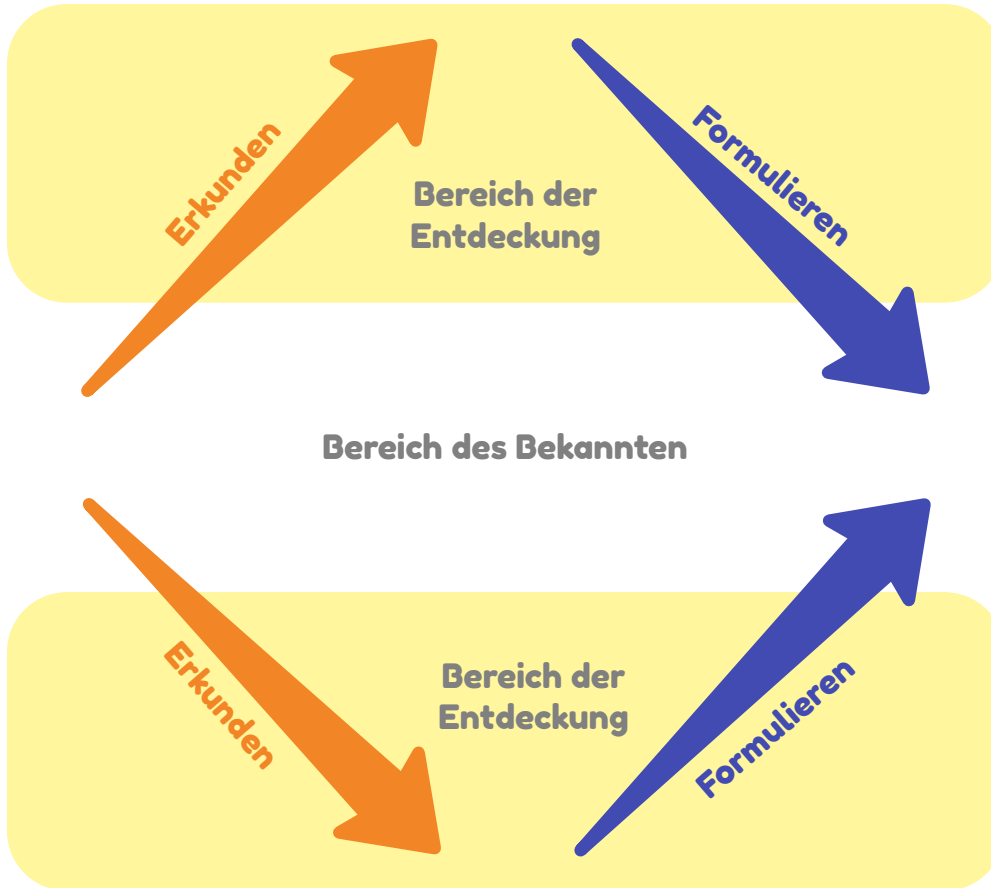 Erkunden
Formulieren
Bereich der
Entdeckung
Bereich des Bekannten
Erkunden
Bereich der
Entdeckung
Formulieren